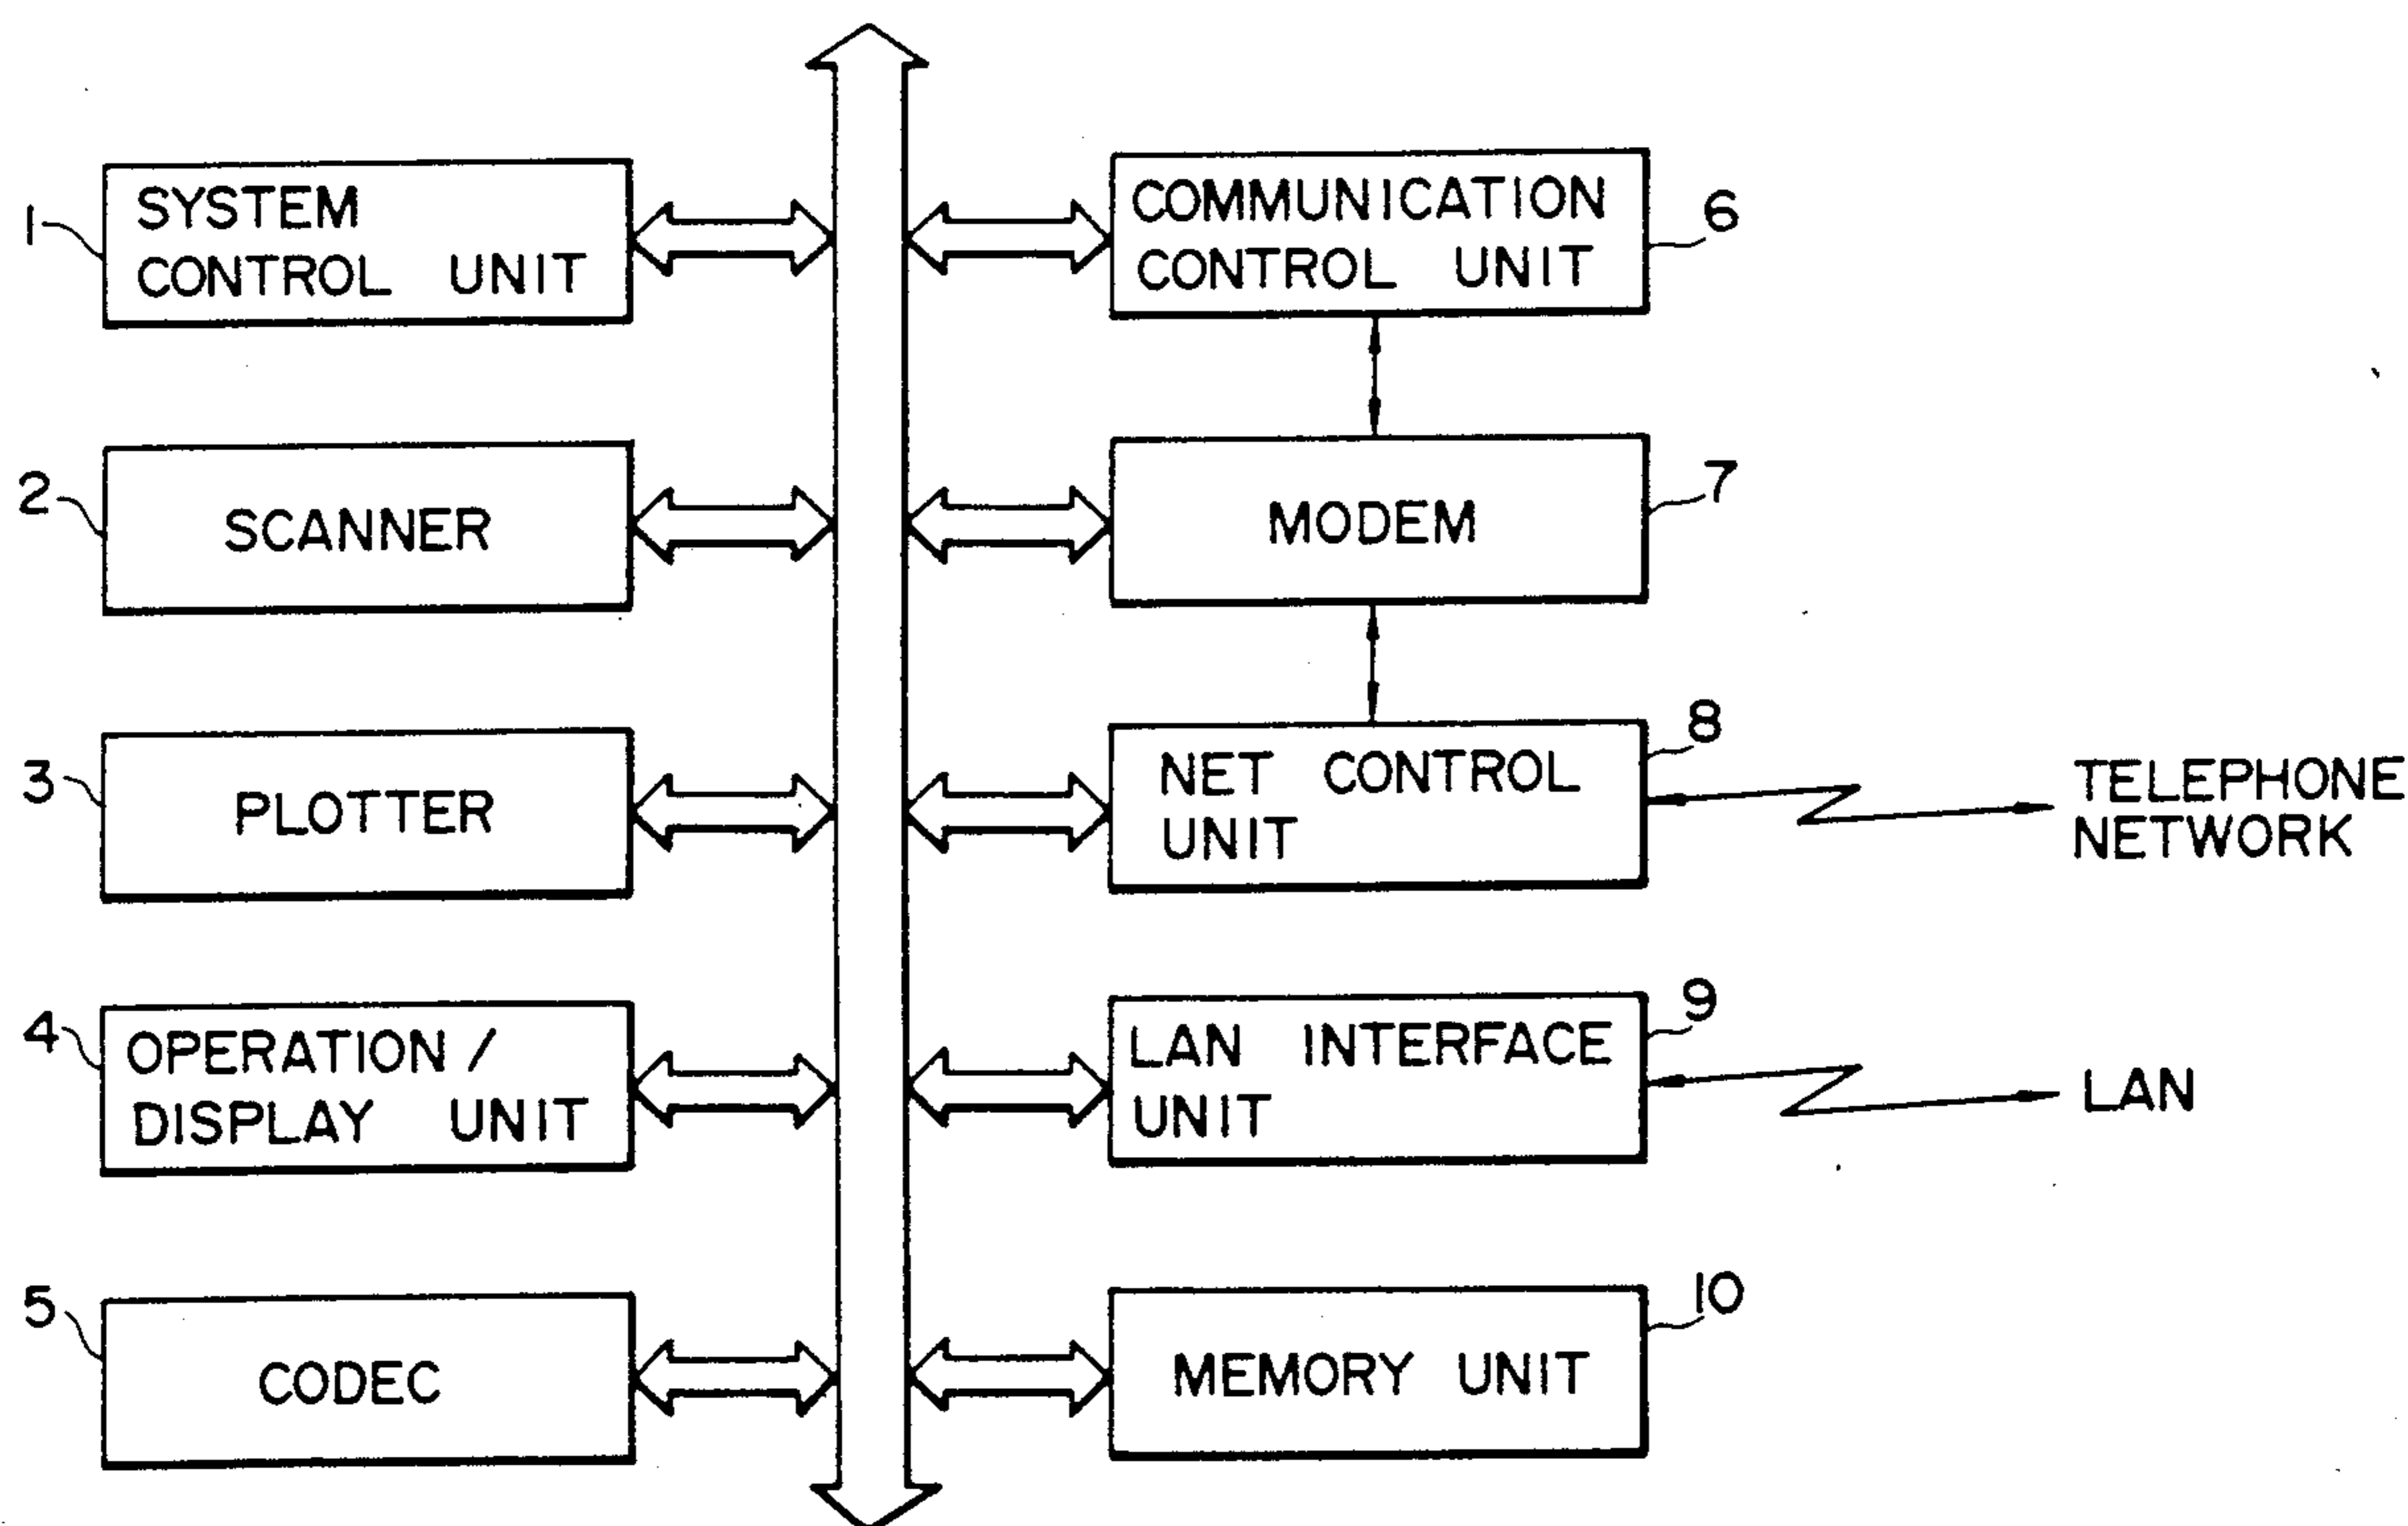 1
SYSTEM
CONTROL UNIT
2
SCANNER
3
PLOTTER
4
OPERATION /
DISPLAY UNIT
5
CODEC
COMMUNICATION
CONTROL UNIT
6
MODEM
7
NET CONTROL
UNIT
8
TELEPHONE
NETWORK
LAN INTERFACE
UNIT
9
LAN
MEMORY UNIT
10